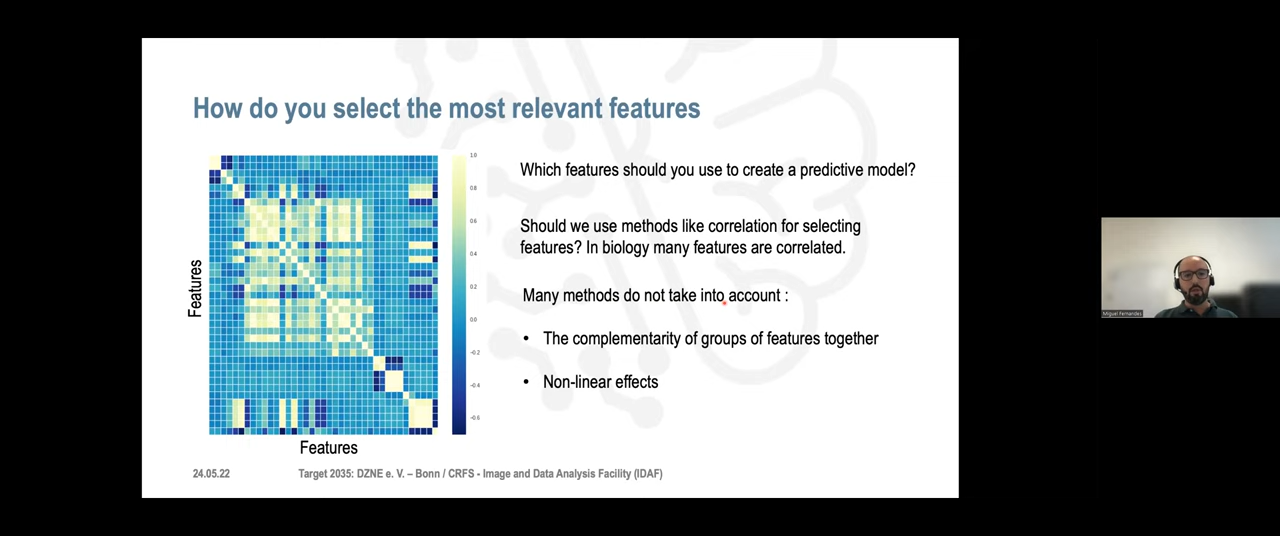 How do you select the most relevant features
1.0
0.8
0.6
0.4
0.2
0.0
-0.2
-0.4
-0.6
Features
Features
Which features should you use to create a predictive model?
Should we use methods like correlation for selecting
features? In biology many features are correlated.
Many methods do not take into account :
• The complementarity of groups of features together
• Non-linear effects
24.05.22 Target 2035: DZNE e. V. – Bonn / CRFS - Image and Data Analysis Facility (IDAF)
Miguel Fernandes